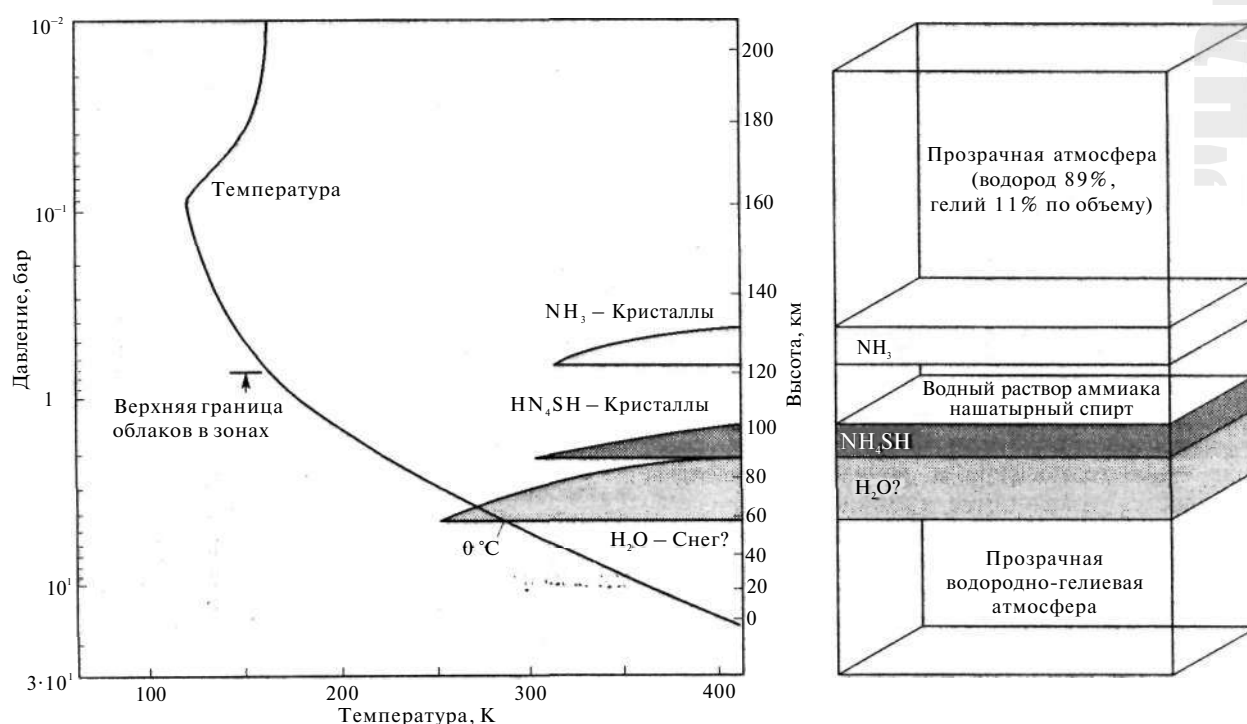 10⁻²
10⁻¹
1
10¹
3·10¹
Давление, бар
100
200
300
400
Температура, K
Температура
Верхняя граница
облаков в зонах
0 °C
NH₃ – Кристаллы
HN₄SH – Кристаллы
H₂O – Снег?
200
180
160
140
120
100
80
60
40
20
0
Высота, км
Прозрачная атмосфера
(водород 89%,
гелий 11% по объему)
NH₃
Водный раствор аммиака
нашатырный спирт
NH₄SH
H₂O?
Прозрачная
водородно-гелиевая
атмосфера